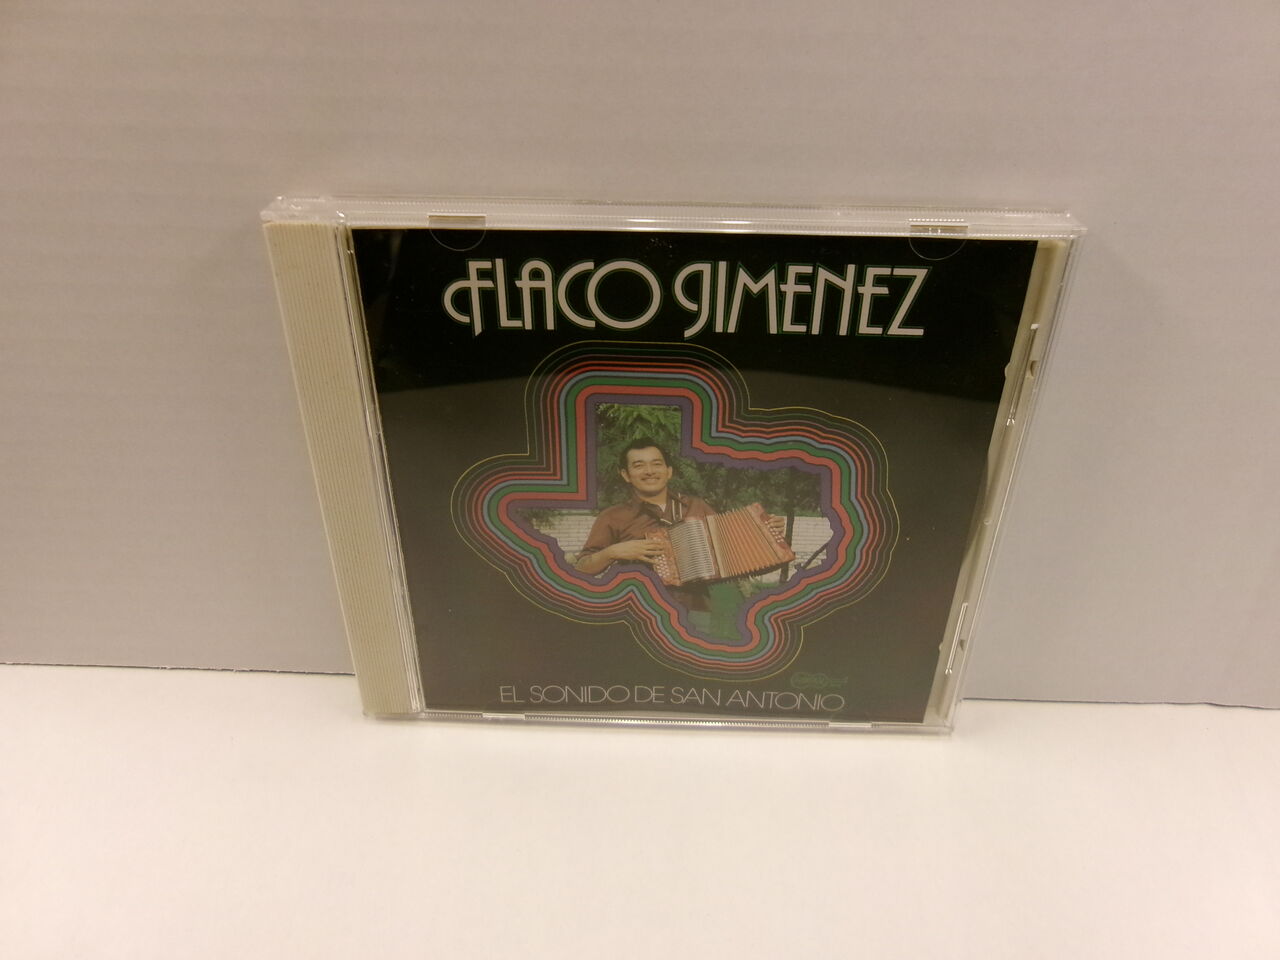 FLACO JIMENEZ
EL SONIDO DE SAN ANTONIO